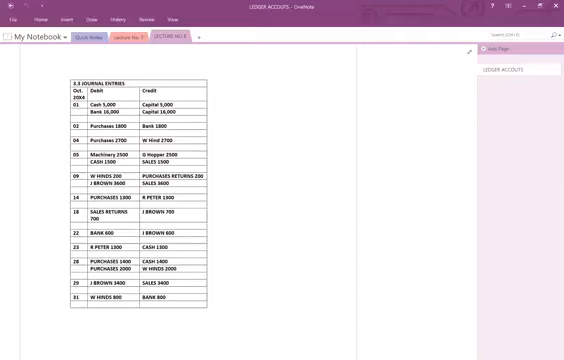 LEDGER ACCOUTS - OneNote
File Home Insert Draw History Review View
My Notebook Quick Notes Lecture No: 7 LECTURE NO 8 +
Add Page
LEDGER ACCOUTS
3.3 JOURNAL ENTRIES
Oct. 20X4 Debit Credit
01 Cash 5,000 Capital 5,000
Bank 16,000 Capital 16,000
02 Purchases 1800 Bank 1800
04 Purchases 2700 W Hind 2700
05 Machinery 2500 G Hopper 2500
CASH 1500 SALES 1500
09 W HINDS 200 PURCHASES RETURNS 200
J BROWN 3600 SALES 3600
14 PURCHASES 1300 R PETER 1300
18 SALES RETURNS 700 J BROWN 700
22 BANK 600 J BROWN 600
23 R PETER 1300 CASH 1300
28 PURCHASES 1400 CASH 1400
PURCHASES 2000 W HINDS 2000
29 J BROWN 3400 SALES 3400
31 W HINDS 800 BANK 800